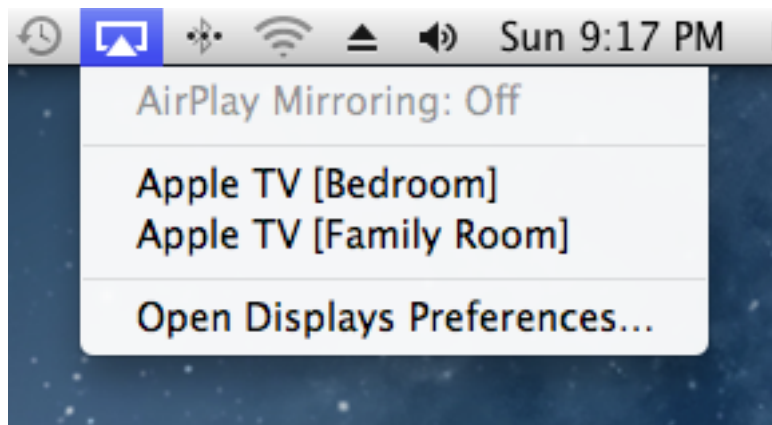 Sun 9:17 PM
AirPlay Mirroring: Off
Apple TV [Bedroom]
Apple TV [Family Room]
Open Displays Preferences...